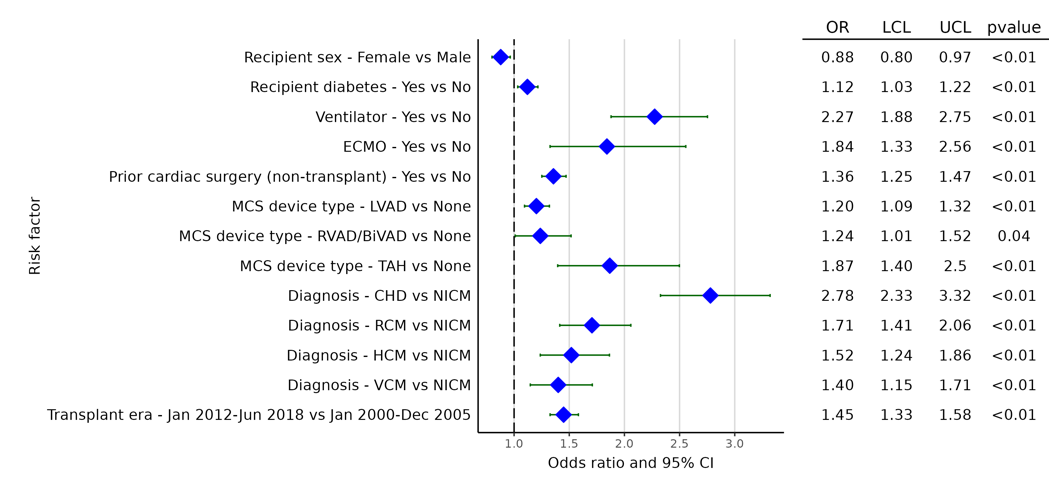 OR LCL UCL pvalue
Recipient sex - Female vs Male 0.88 0.80 0.97 <0.01
Recipient diabetes - Yes vs No 1.12 1.03 1.22 <0.01
Ventilator - Yes vs No 2.27 1.88 2.75 <0.01
ECMO - Yes vs No 1.84 1.33 2.56 <0.01
Prior cardiac surgery (non-transplant) - Yes vs No 1.36 1.25 1.47 <0.01
MCS device type - LVAD vs None 1.20 1.09 1.32 <0.01
MCS device type - RVAD/BiVAD vs None 1.24 1.01 1.52 0.04
MCS device type - TAH vs None 1.87 1.40 2.5 <0.01
Diagnosis - CHD vs NICM 2.78 2.33 3.32 <0.01
Diagnosis - RCM vs NICM 1.71 1.41 2.06 <0.01
Diagnosis - HCM vs NICM 1.52 1.24 1.86 <0.01
Diagnosis - VCM vs NICM 1.40 1.15 1.71 <0.01
Transplant era - Jan 2012-Jun 2018 vs Jan 2000-Dec 2005 1.45 1.33 1.58 <0.01
Risk factor
1.0 1.5 2.0 2.5 3.0
Odds ratio and 95% CI